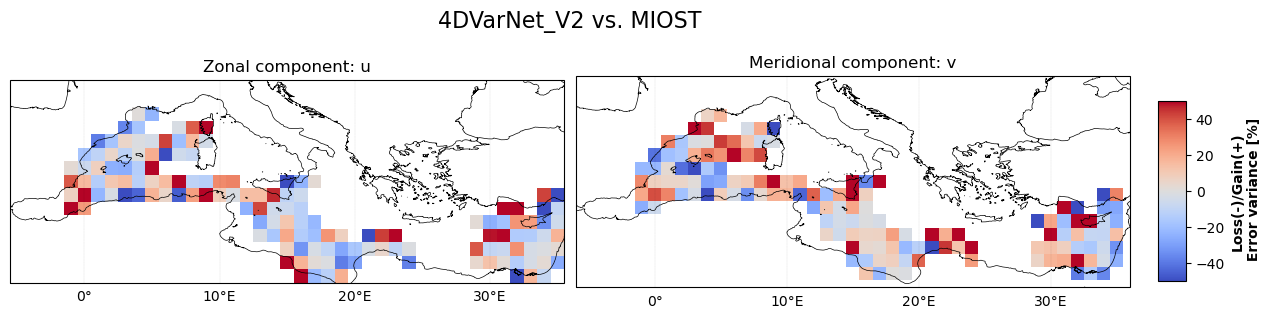 4DVarNet_V2 vs. MIOST
Zonal component: u
Meridional component: v
0°
10°E
20°E
30°E
0°
10°E
20°E
30°E
40
20
0
−20
−40
Loss(-)/Gain(+)
Error variance [%]